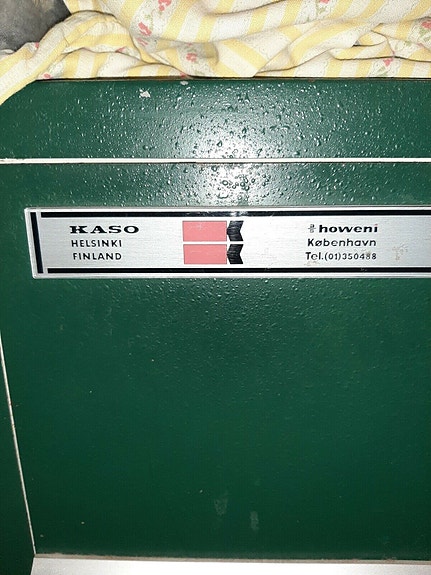 KASO
HELSINKI
FINLAND
howeni
København
Tel.(01)350488